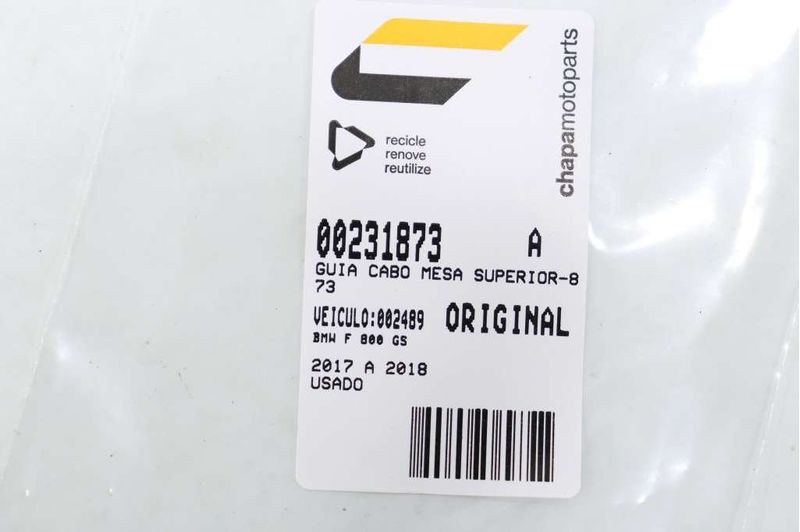 chapamotoparts
recicle
renove
reutilize
00231873 A
GUIA CABO MESA SUPERIOR-8
73
VEICULO:002489 ORIGINAL
BMW F 800 GS
2017 A 2018
USADO